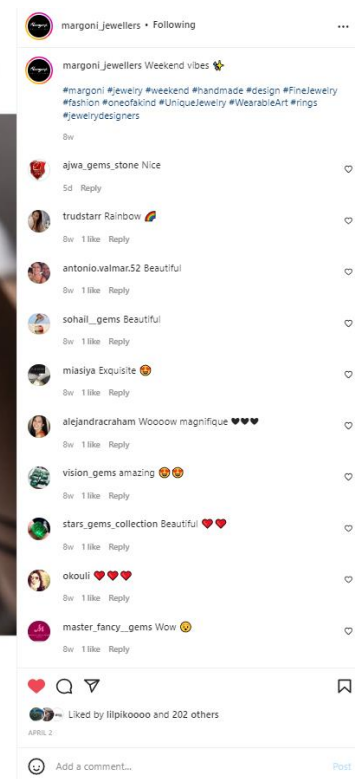 margoni_jewellers • Following
margoni_jewellers Weekend vibes ✨
#margoni #jewelry #weekend #handmade #design #FineJewelry
#fashion #oneofakind #UniqueJewelry #WearableArt #rings
#jewelrydesigners
8w
ajwa_gems_stone Nice
5d Reply
trudstarr Rainbow 🌈
8w 1 like Reply
antonio.valmar.52 Beautiful
8w 1 like Reply
sohail__gems Beautiful
8w 1 like Reply
miasiya Exquisite 😍
8w 1 like Reply
alejandracraham Woooow magnifique 🖤🖤🖤
8w 1 like Reply
vision_gems amazing 😍😍
8w 1 like Reply
stars_gems_collection Beautiful ❤️❤️
8w 1 like Reply
okouli ❤️❤️❤️
8w 1 like Reply
master_fancy__gems Wow 😮
8w 1 like Reply
Liked by lilpikoooo and 202 others
APRIL 2
Add a comment...
Post